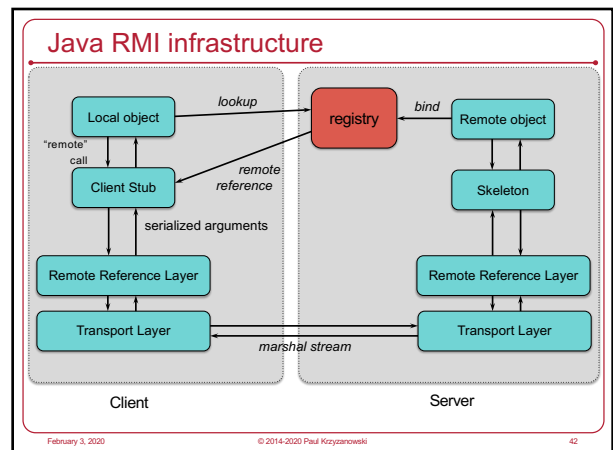 Java RMI infrastructure
lookup
bind
Local object
registry
Remote object
“remote”
call
remote
reference
Client Stub
Skeleton
serialized arguments
Remote Reference Layer
Remote Reference Layer
Transport Layer
Transport Layer
marshal stream
Client
Server
February 3, 2020
© 2014-2020 Paul Krzyzanowski
42